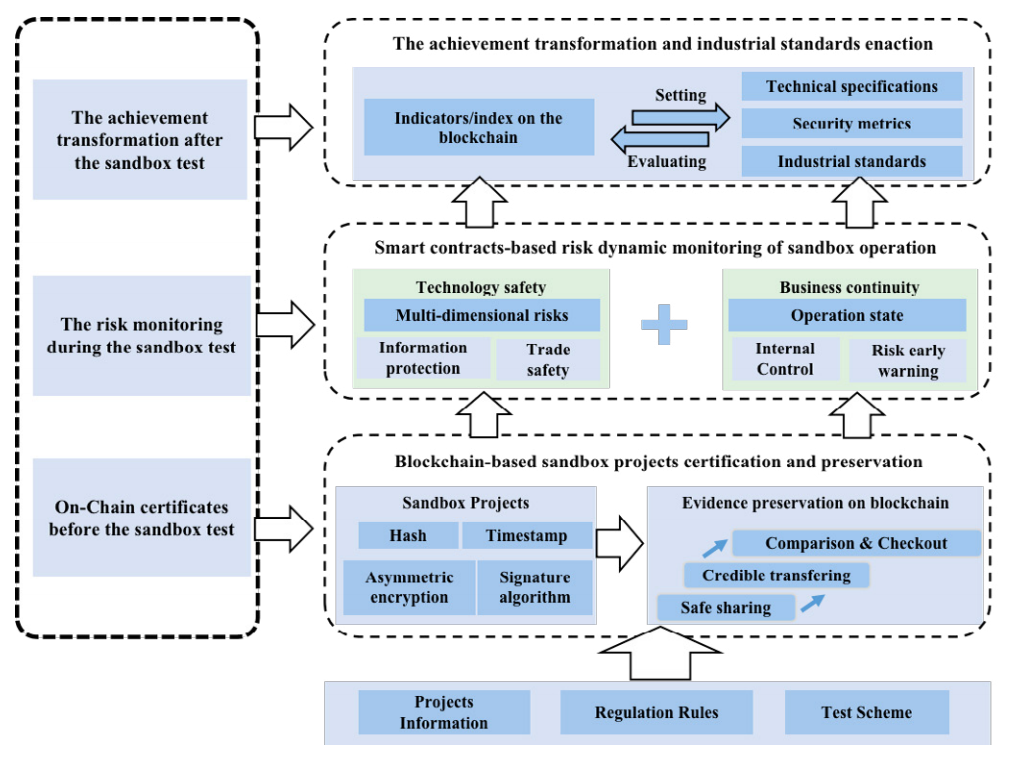 The achievement
transformation after
the sandbox test
The risk monitoring
during the sandbox test
On-Chain certificates
before the sandbox test
The achievement transformation and industrial standards enaction
Indicators/index on the
blockchain
Setting
Evaluating
Technical specifications
Security metrics
Industrial standards
Smart contracts-based risk dynamic monitoring of sandbox operation
Technology safety
Multi-dimensional risks
Information
protection
Trade
safety
Business continuity
Operation state
Internal
Control
Risk early
warning
Blockchain-based sandbox projects certification and preservation
Sandbox Projects
Hash
Timestamp
Asymmetric
encryption
Signature
algorithm
Evidence preservation on blockchain
Comparison & Checkout
Credible transfering
Safe sharing
Projects
Information
Regulation Rules
Test Scheme